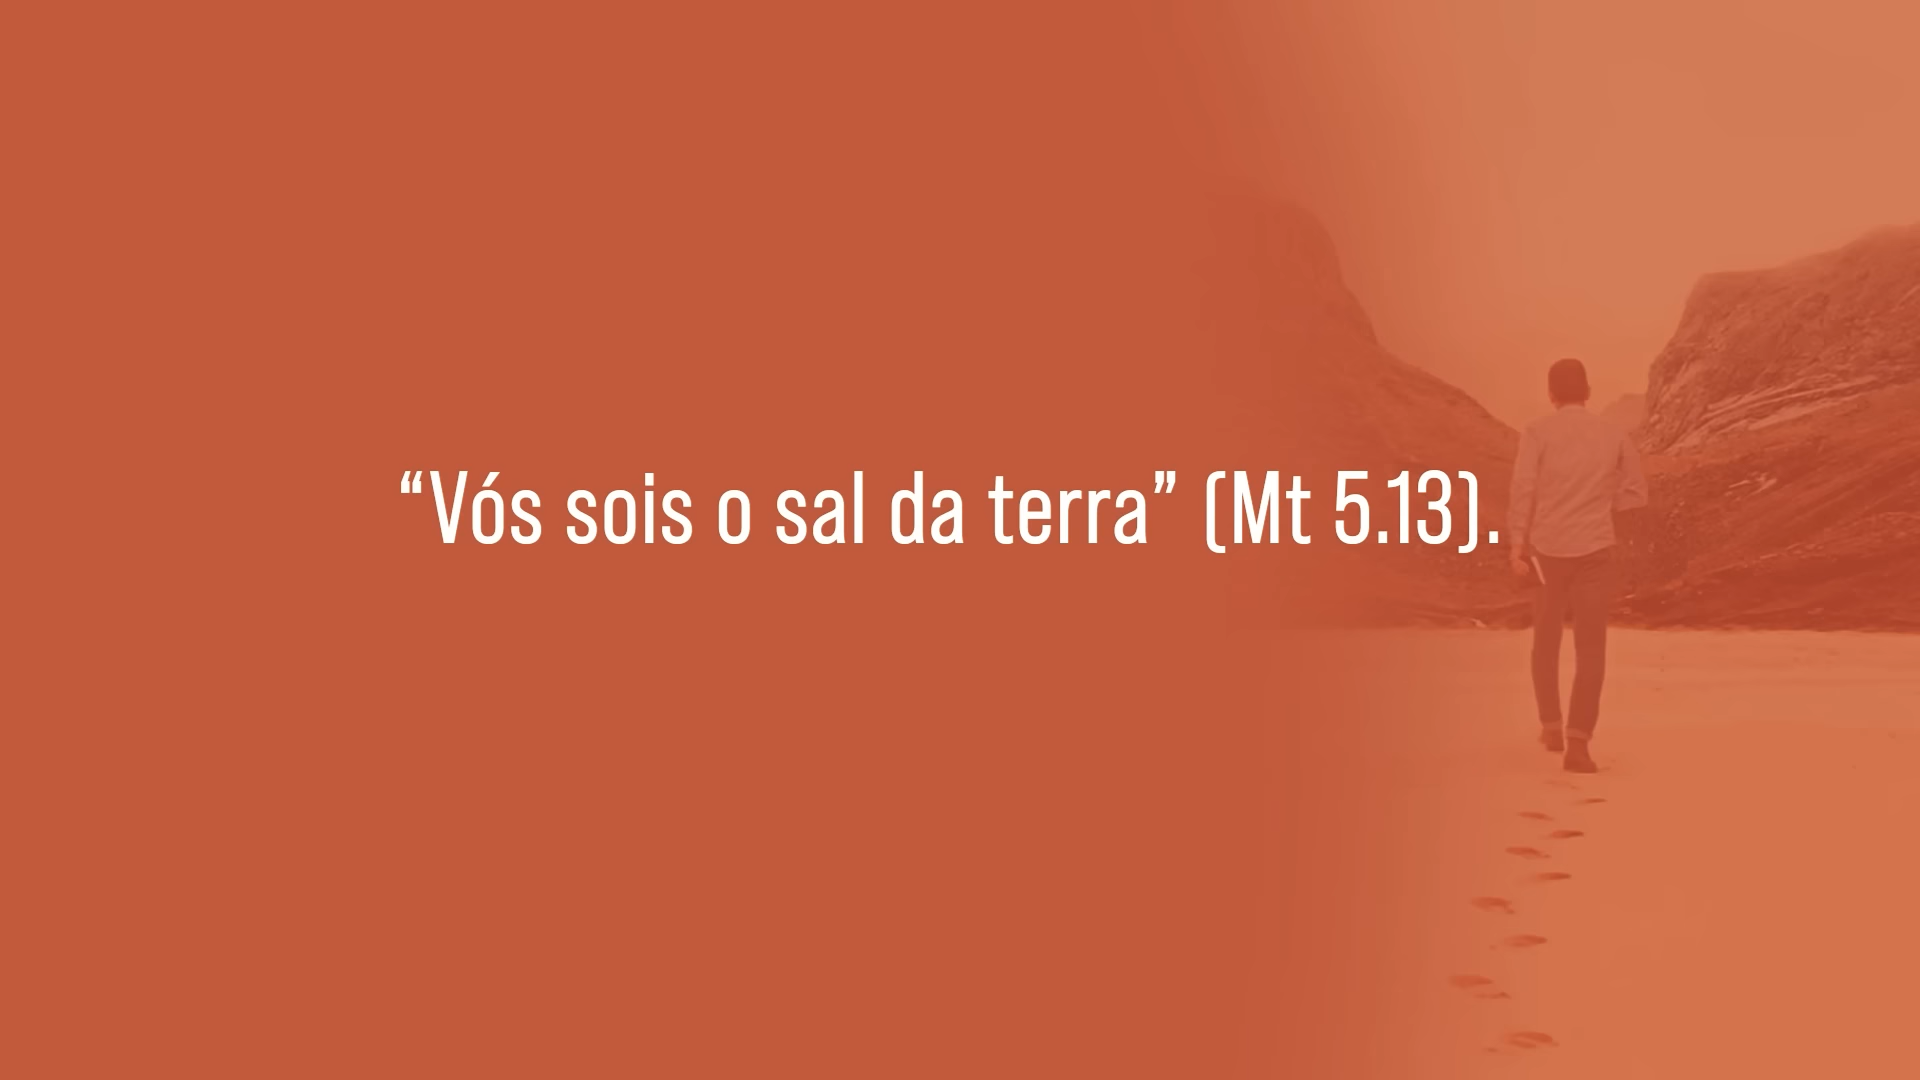 “Vós sois o sal da terra” (Mt 5.13).